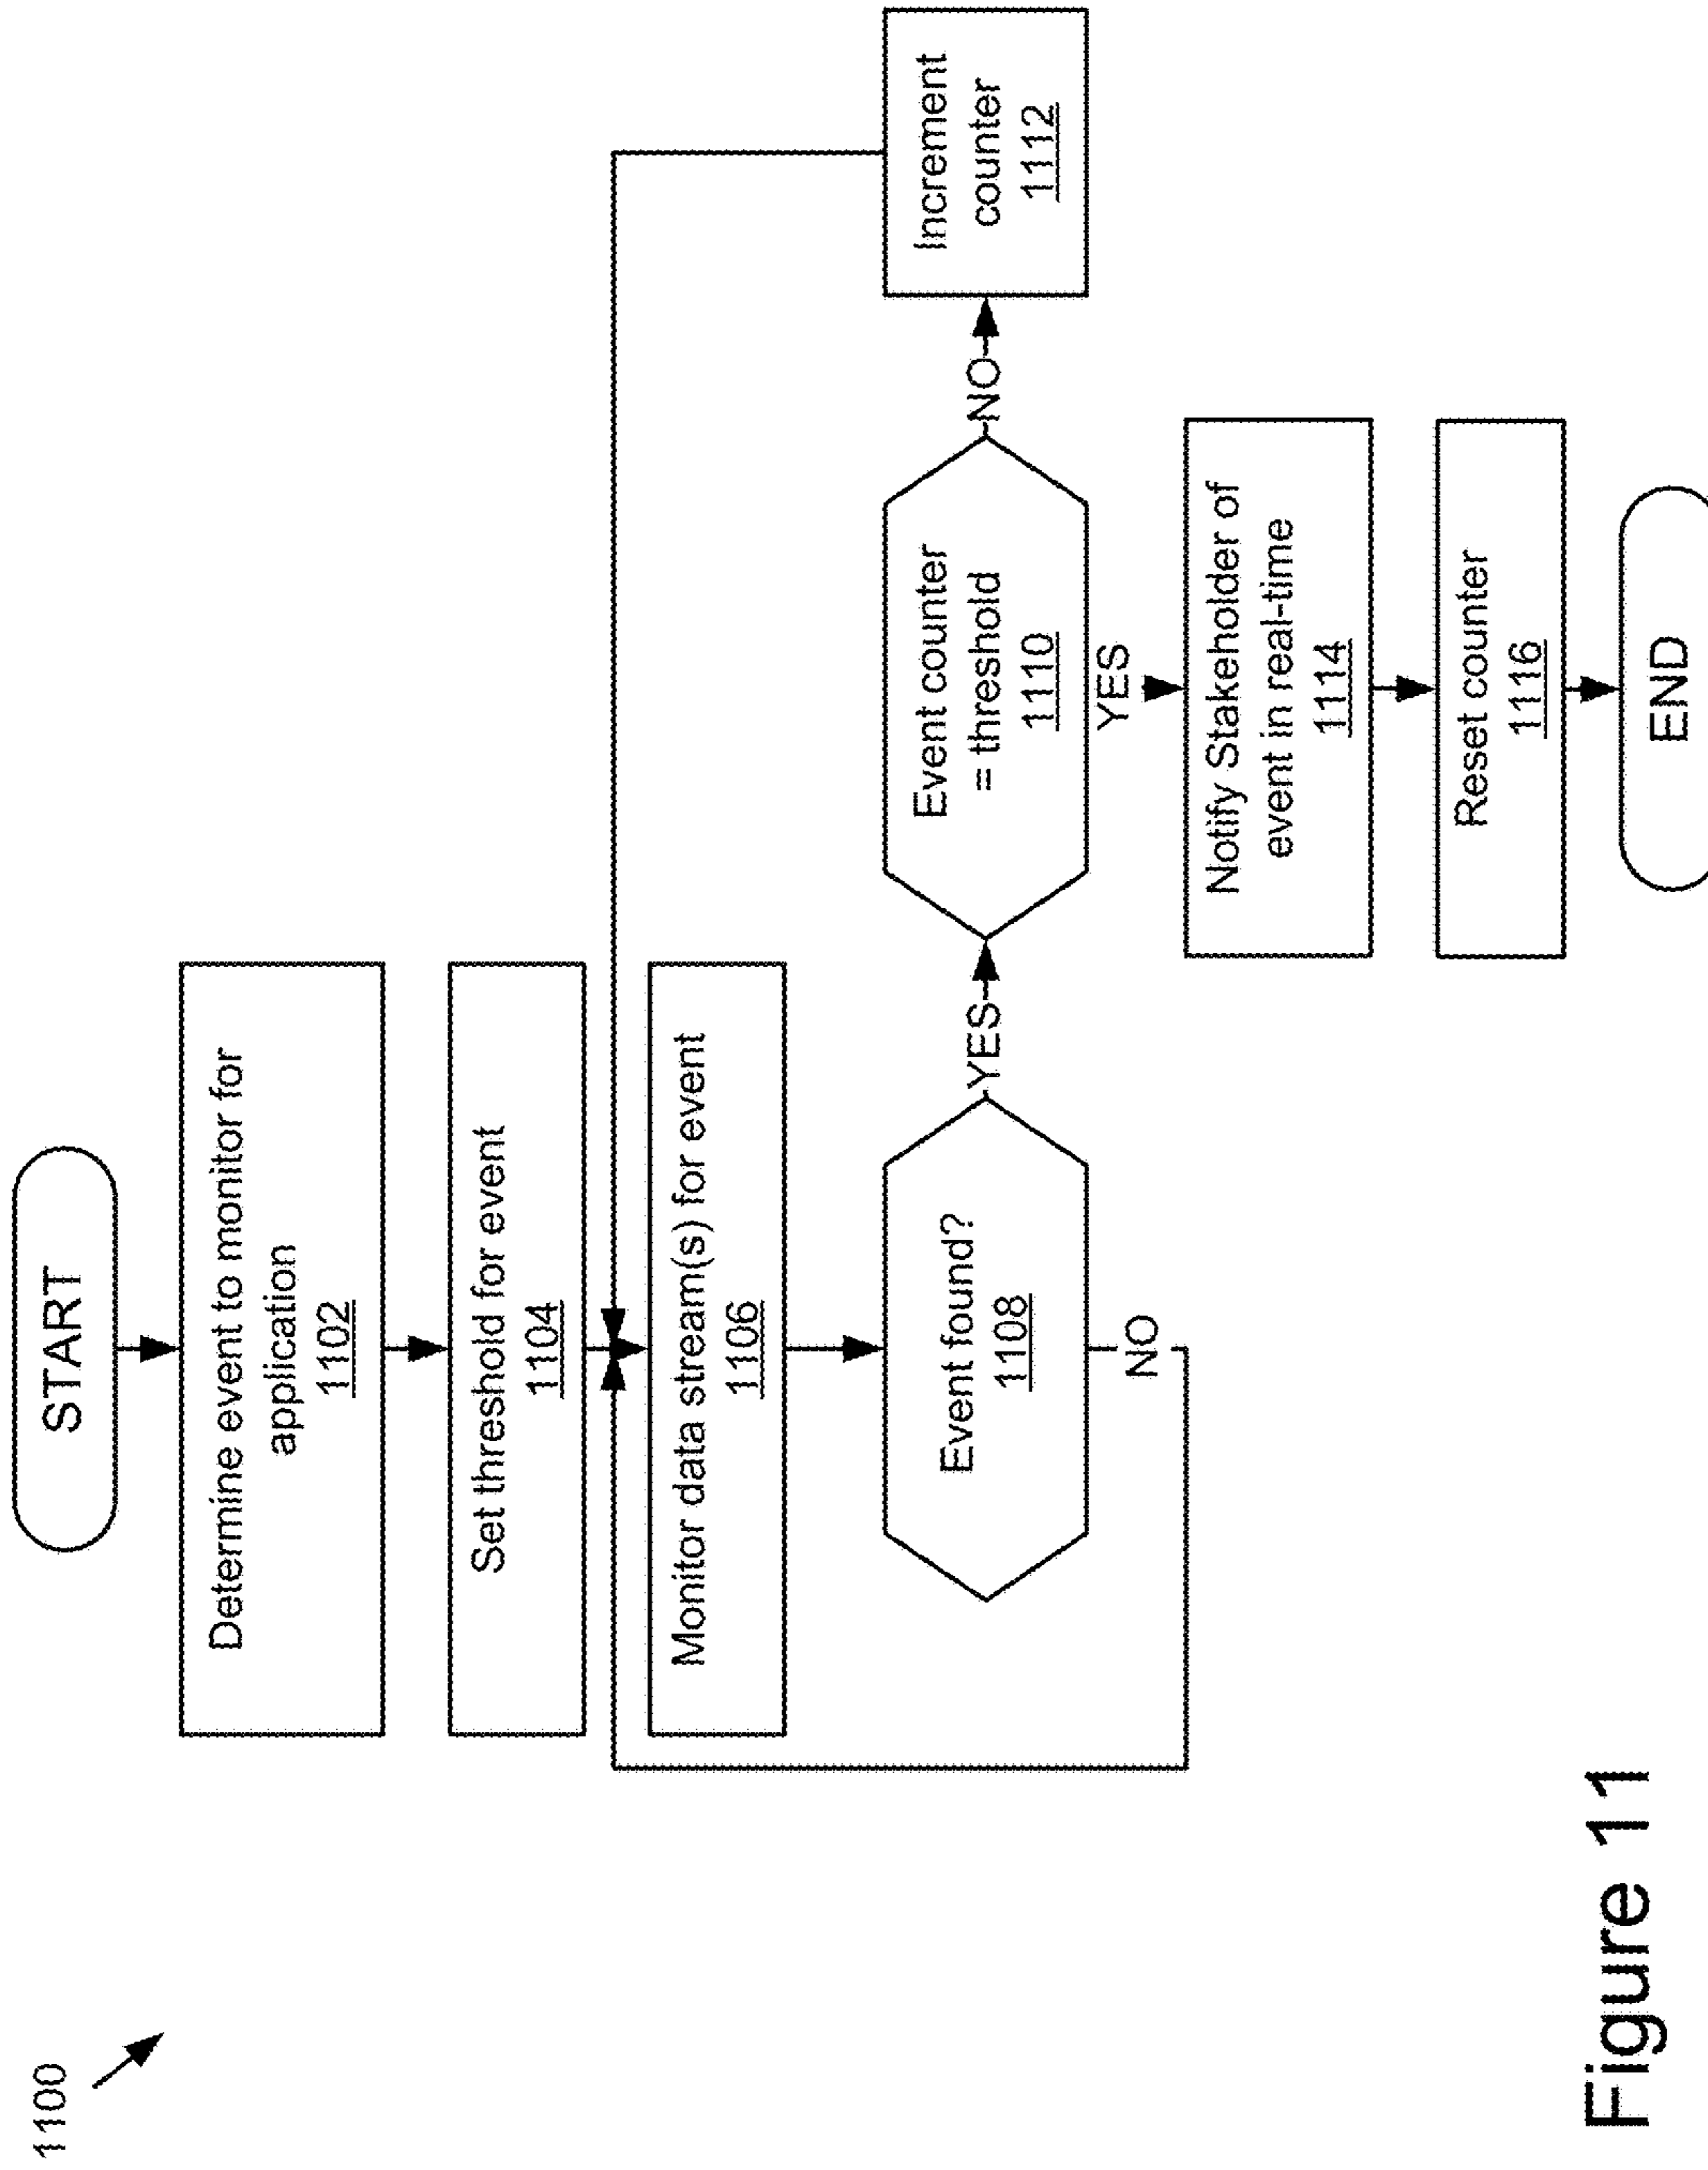 1100
START
Determine event to monitor for
application
1102
Set threshold for event
1104
Monitor data stream(s) for event
1106
Event found?
1108
YES
NO
Event counter
= threshold
1110
NO
Increment
counter
1112
YES
Notify Stakeholder of
event in real-time
1114
Reset counter
1116
END
Figure 11